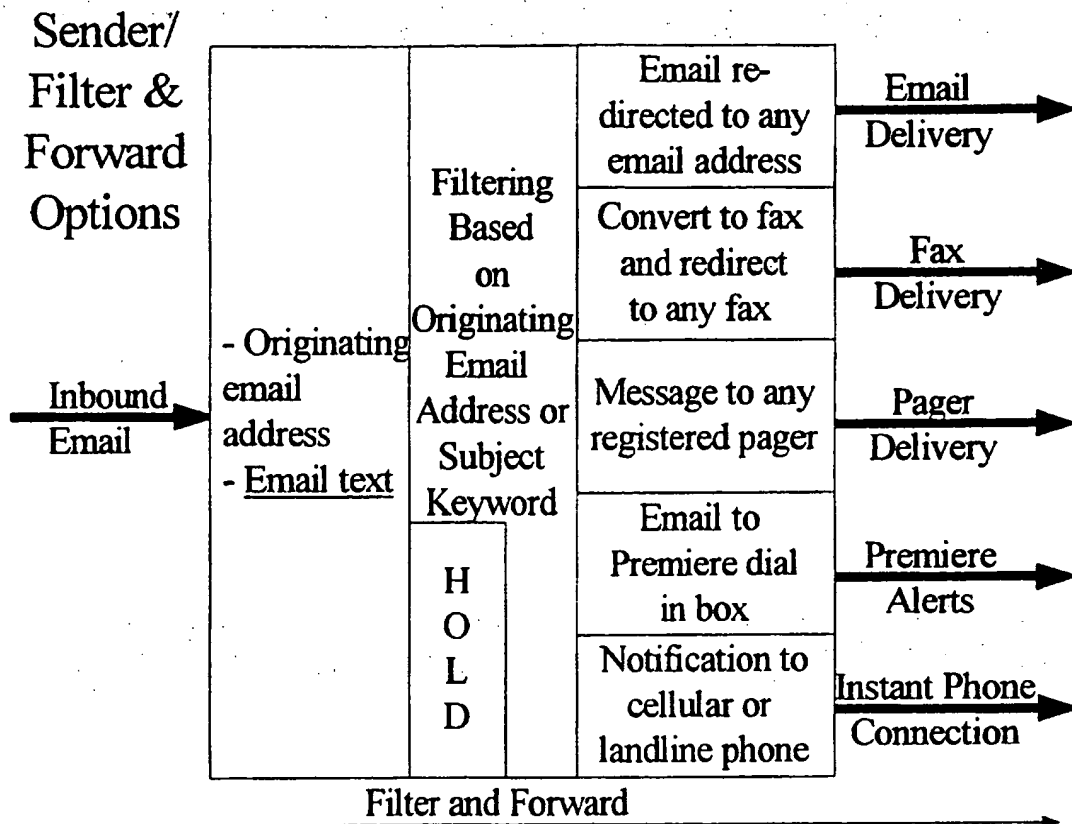 Sender/
Filter &
Forward
Options
Inbound
Email
- Originating
email
address
- Email text
Filtering
Based
on
Originating
Email
Address or
Subject
Keyword
H
O
L
D
Email re-
directed to any
email address
Convert to fax
and redirect
to any fax
Message to any
registered pager
Email to
Premiere dial
in box
Notification to
cellular or
landline phone
Email
Delivery
Fax
Delivery
Pager
Delivery
Premiere
Alerts
Instant Phone
Connection
Filter and Forward